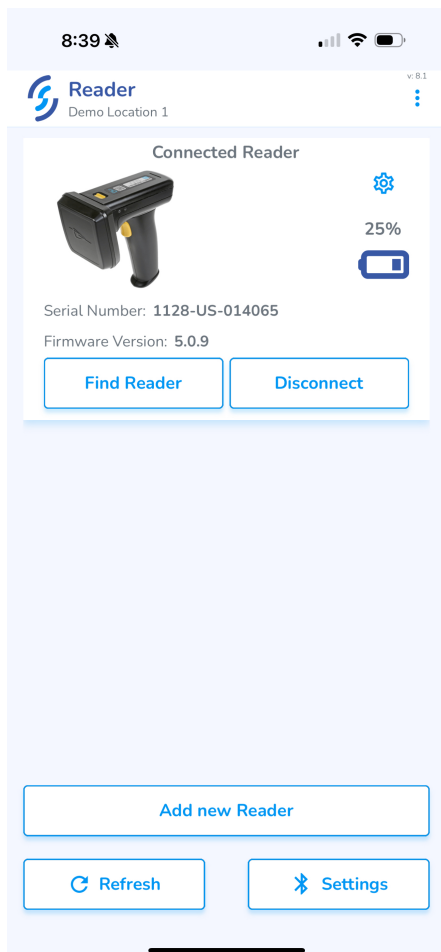 8:39
v: 8.1
Reader
Demo Location 1
Connected Reader
25%
Serial Number: 1128-US-014065
Firmware Version: 5.0.9
Find Reader
Disconnect
Add new Reader
Refresh
Settings